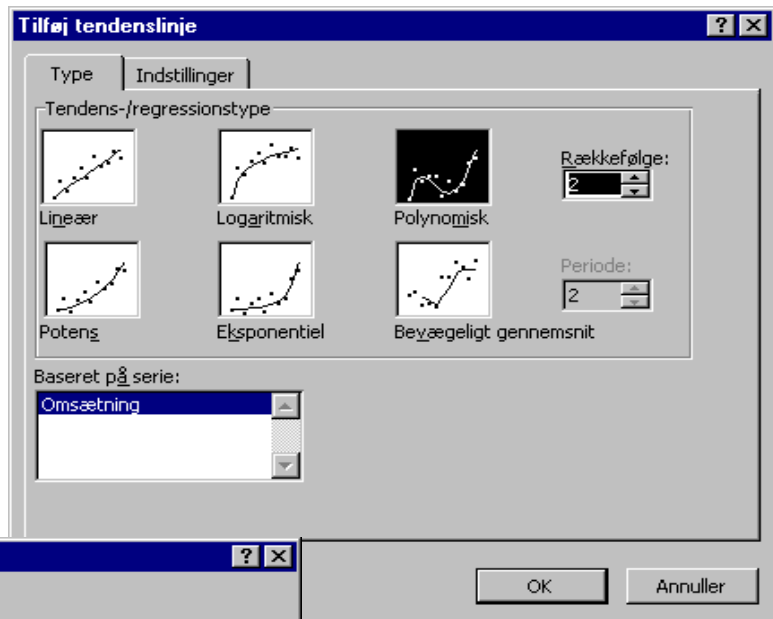 Tilføj tendenslinje
Type Indstillinger
Tendens-/regressionstype
Rækkefølge:
2
Lineær Logaritmisk Polynomisk
Periode:
2
Potens Eksponentiel Bevægeligt gennemsnit
Baseret på serie:
Omsætning
OK Annuller